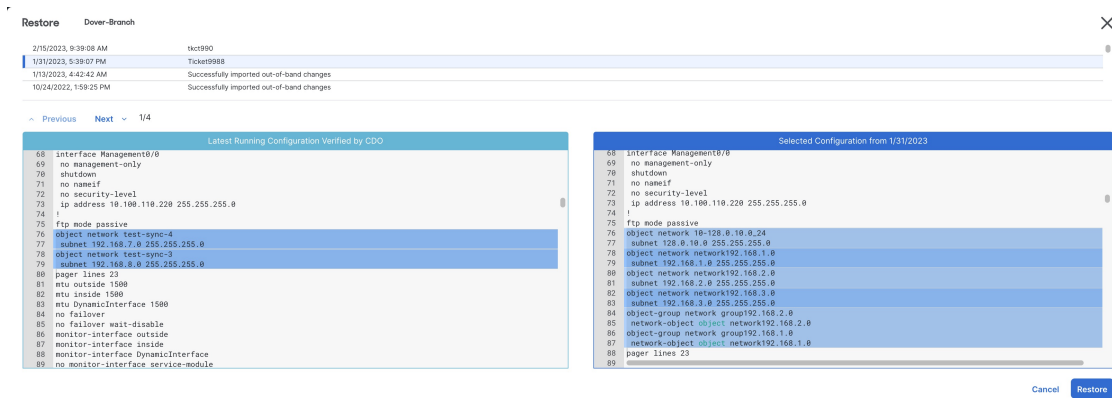 Restore Dover-Branch
2/15/2023, 9:39:08 AM tkct990
1/31/2023, 5:39:07 PM Ticket9988
1/13/2023, 4:42:42 AM Successfully imported out-of-band changes
10/24/2022, 1:59:25 PM Successfully imported out-of-band changes
Previous Next 1/4
Latest Running Configuration Verified by CDO
68 interface Management0/0
69 no management-only
70 shutdown
71 no nameif
72 no security-level
73 ip address 10.100.110.220 255.255.255.0
74 !
75 ftp mode passive
76 object network test-sync-4
77 subnet 192.168.7.0 255.255.255.0
78 object network test-sync-3
79 subnet 192.168.8.0 255.255.255.0
80 pager lines 23
81 mtu outside 1500
82 mtu inside 1500
83 mtu DynamicInterface 1500
84 no failover
85 no failover wait-disable
86 monitor-interface outside
87 monitor-interface inside
88 monitor-interface DynamicInterface
89 no monitor-interface service-module
Selected Configuration from 1/31/2023
68 interface Management0/0
69 no management-only
70 shutdown
71 no nameif
72 no security-level
73 ip address 10.100.110.220 255.255.255.0
74 !
75 ftp mode passive
76 object network 10-128.0.10.0_24
77 subnet 128.0.10.0 255.255.255.0
78 object network network192.168.1.0
79 subnet 192.168.1.0 255.255.255.0
80 object network network192.168.2.0
81 subnet 192.168.2.0 255.255.255.0
82 object network network192.168.3.0
83 subnet 192.168.3.0 255.255.255.0
84 object-group network group192.168.2.0
85 network-object object network192.168.2.0
86 object-group network group192.168.1.0
87 network-object object network192.168.1.0
88 pager lines 23
89
Cancel Restore